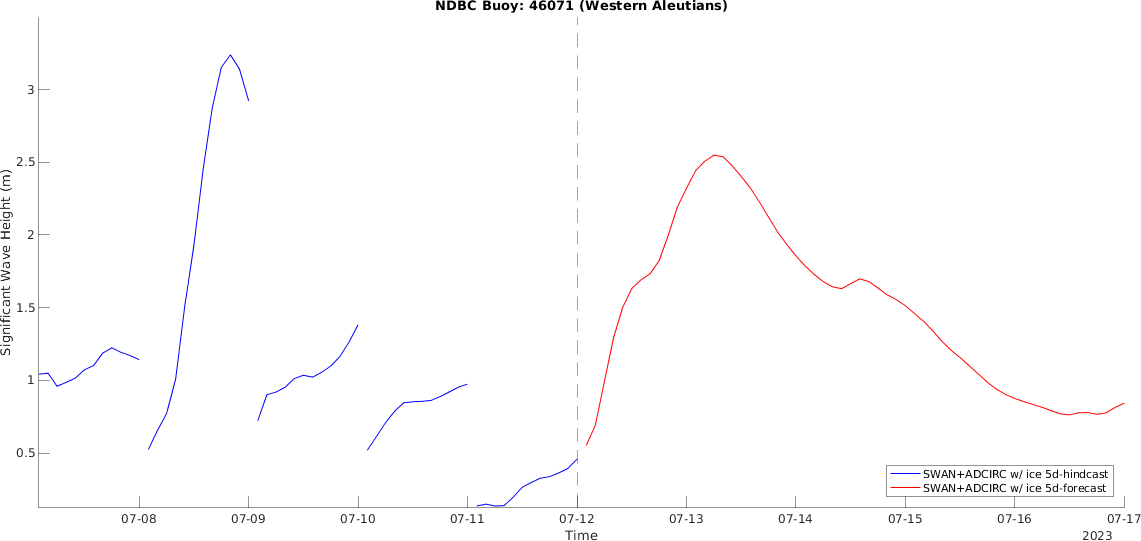 NDBC Buoy: 46071 (Western Aleutians)
Significant Wave Height (m)
3
2.5
2
1.5
1
0.5
SWAN+ADCIRC w/ ice 5d-hindcast
SWAN+ADCIRC w/ ice 5d-forecast
07-08 07-09 07-10 07-11 07-12 07-13 07-14 07-15 07-16 07-17
Time
2023